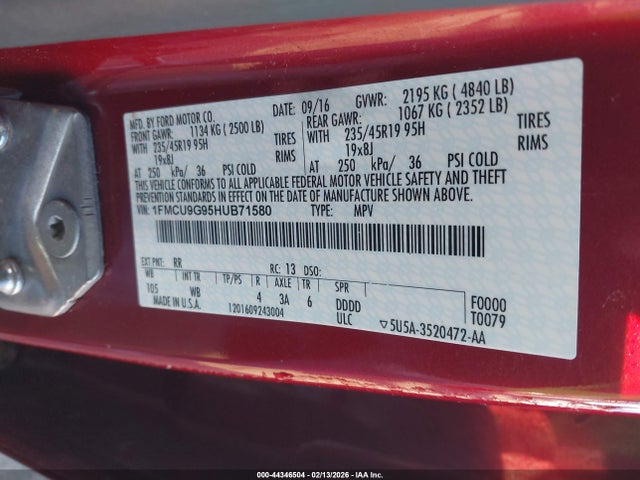 MFD. BY FORD MOTOR CO.
DATE: 09/16 GVWR: 2195 KG ( 4840 LB)
FRONT GAWR: 1134 KG ( 2500 LB) REAR GAWR: 1067 KG ( 2352 LB)
WITH 235/45R19 95H TIRES WITH 235/45R19 95H TIRES
19x8J RIMS 19x8J RIMS
AT 250 kPa/ 36 PSI COLD AT 250 kPa/ 36 PSI COLD
THIS VEHICLE CONFORMS TO ALL APPLICABLE FEDERAL MOTOR VEHICLE SAFETY AND THEFT
PREVENTION STANDARDS IN EFFECT ON THE DATE OF MANUFACTURE SHOWN ABOVE.
VIN: 1FMCU9G95HUB71580 TYPE: MPV
EXT PNT: RR RC: 13 DSO:
WB INT TR TP/PS R AXLE TR SPR
105 WB 4 3A 6 DDDD F0000
MADE IN U.S.A. 1201609243004 ULC T0079
▽5U5A-3520472-AA
000-44346504 - 02/13/2026 - IAA Inc.